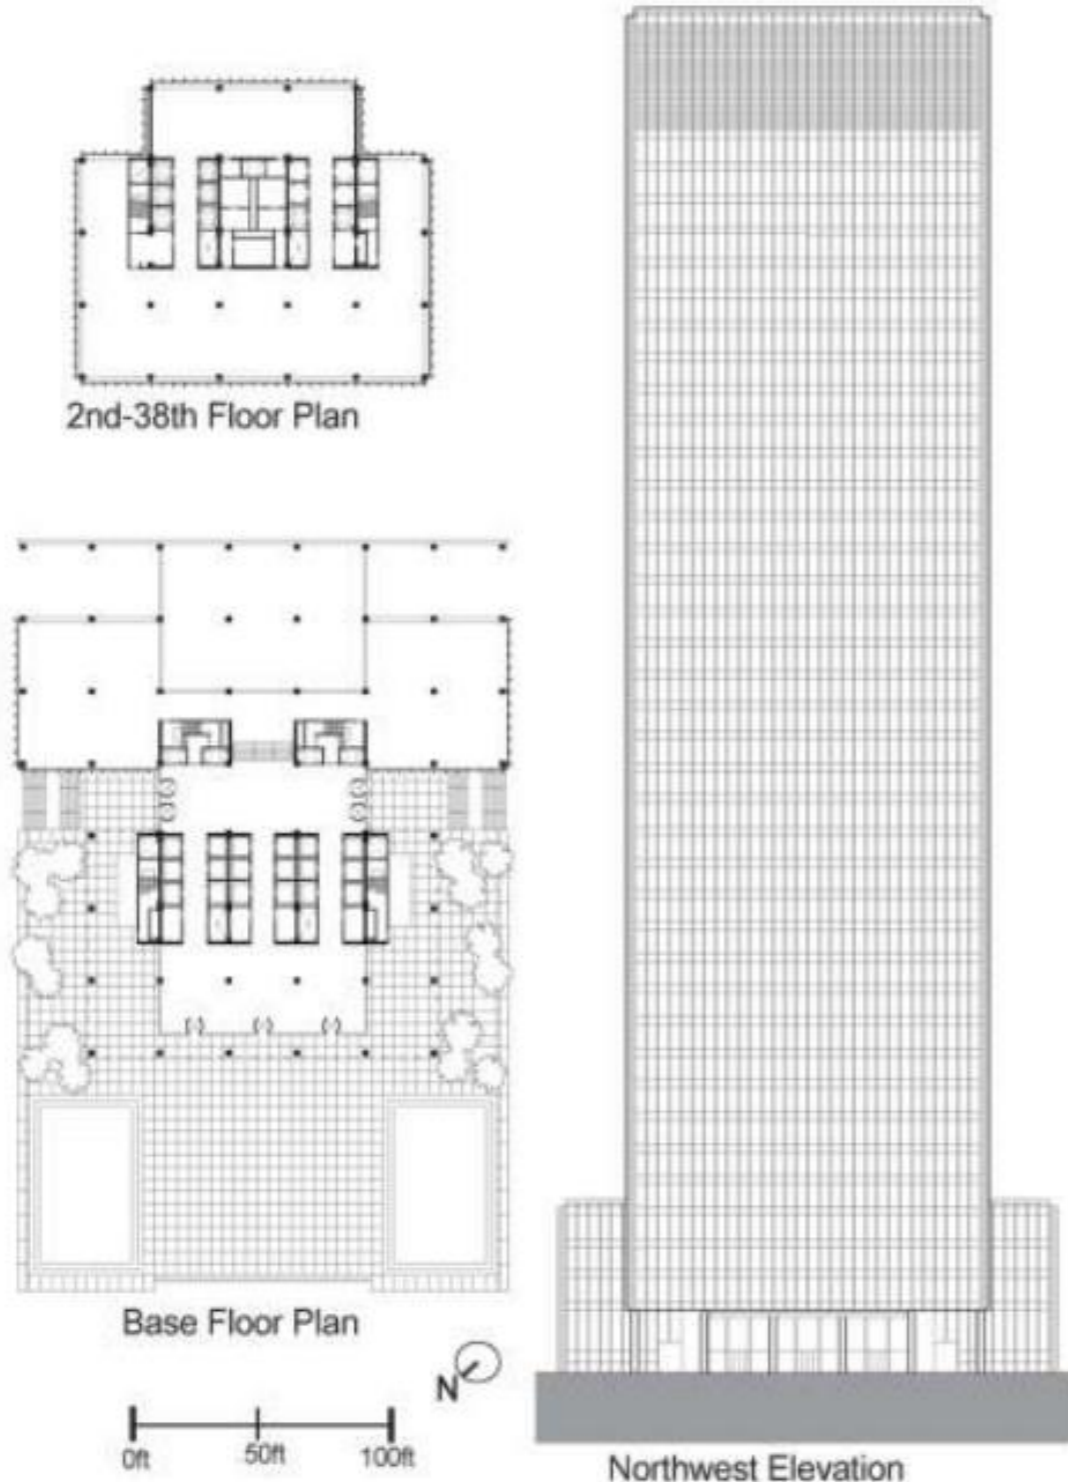 2nd-38th Floor Plan
Base Floor Plan
N
0ft 50ft 100ft
Northwest Elevation